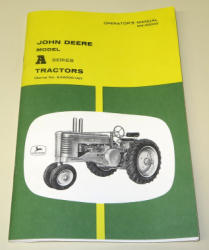 OPERATOR'S MANUAL
JOHN DEERE
MODEL
A SERIES
TRACTORS